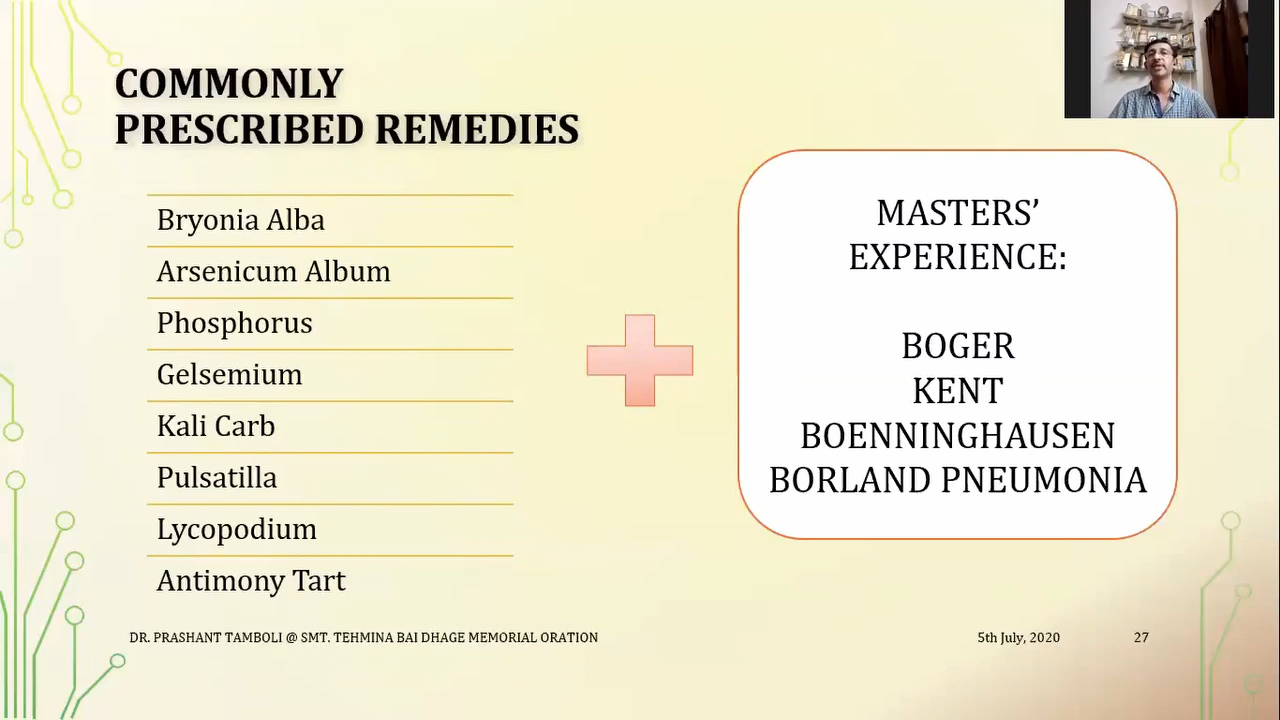 COMMONLY
PRESCRIBED REMEDIES
Bryonia Alba
Arsenicum Album
Phosphorus
Gelsemium
Kali Carb
Pulsatilla
Lycopodium
Antimony Tart
MASTERS’
EXPERIENCE:
BOGER
KENT
BOENNINGHAUSEN
BORLAND PNEUMONIA
DR. PRASHANT TAMBOLI @ SMT. TEHMINA BAI DHAGE MEMORIAL ORATION
5th July, 2020
27